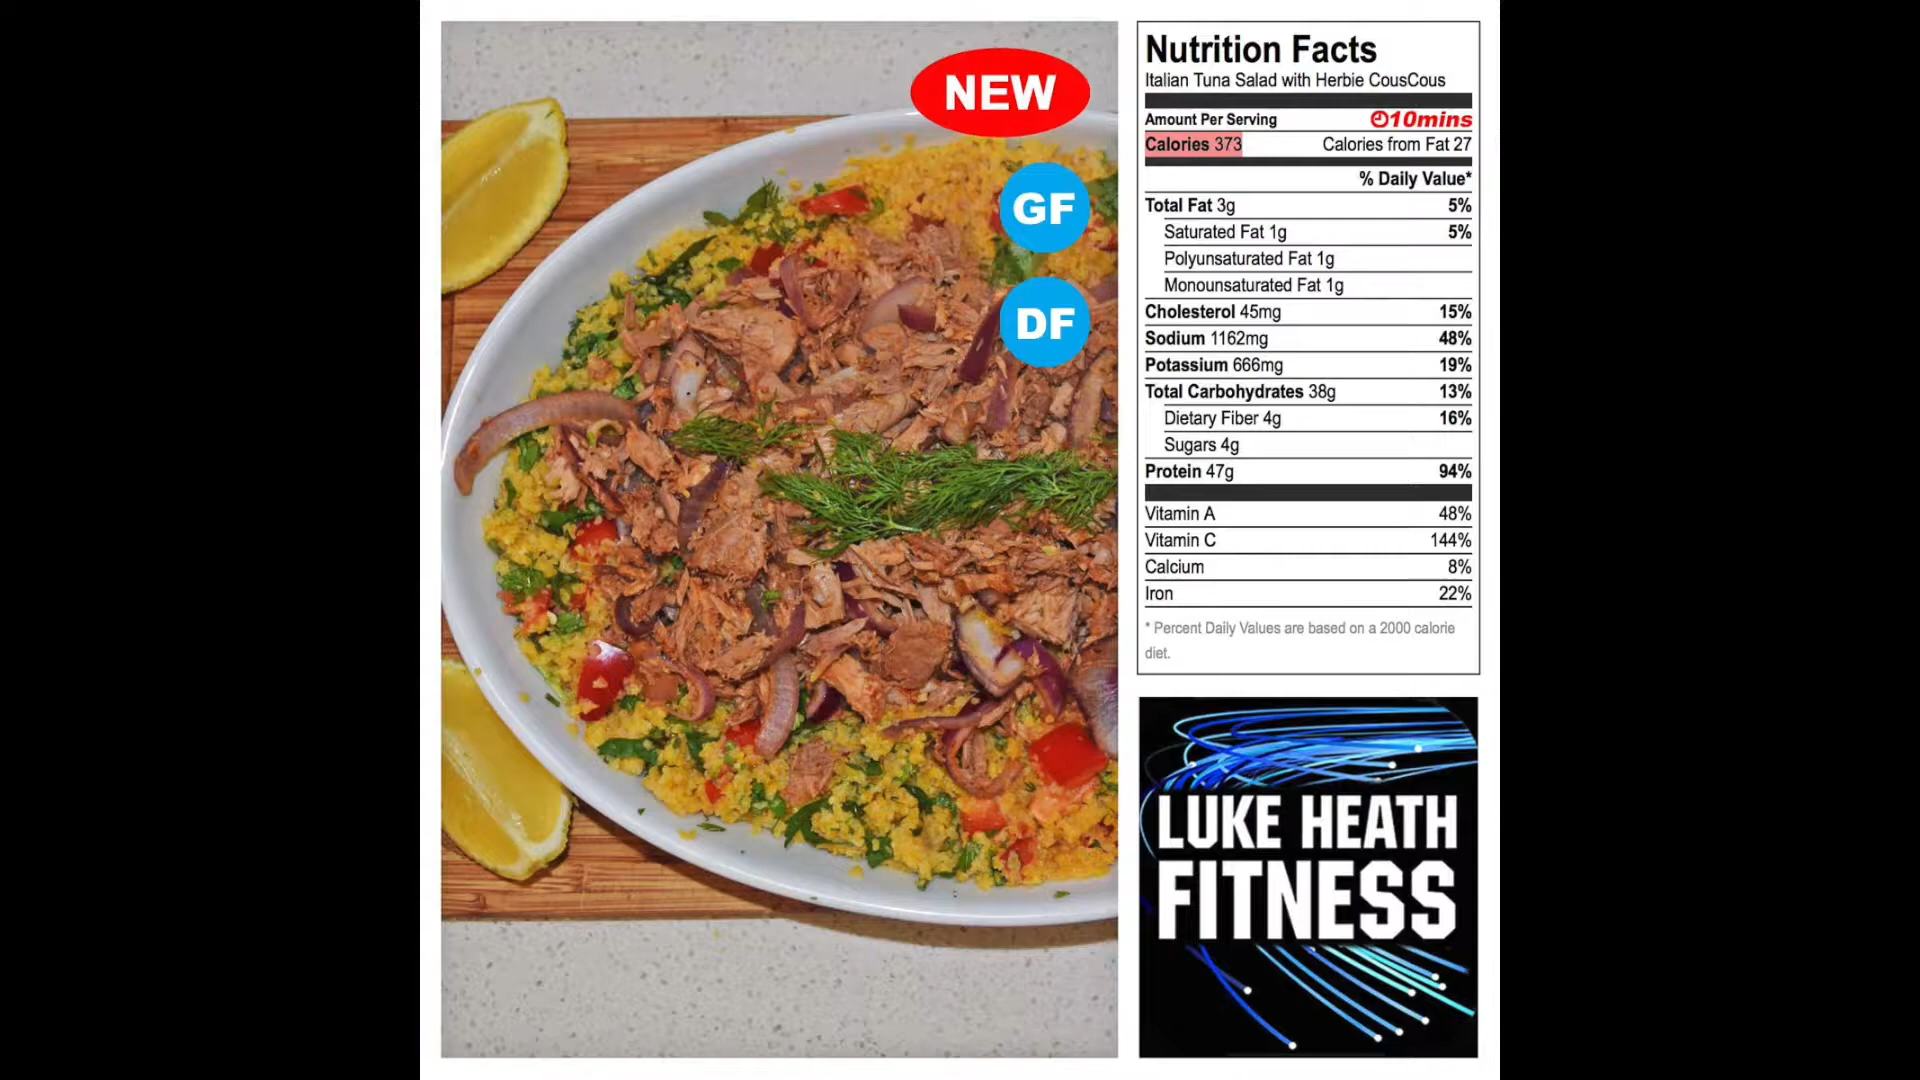 NEW
GF
DF
Nutrition Facts
Italian Tuna Salad with Herbie CousCous
Amount Per Serving 10mins
Calories 373 Calories from Fat 27
% Daily Value*
Total Fat 3g 5%
Saturated Fat 1g 5%
Polyunsaturated Fat 1g
Monounsaturated Fat 1g
Cholesterol 45mg 15%
Sodium 1162mg 48%
Potassium 666mg 19%
Total Carbohydrates 38g 13%
Dietary Fiber 4g 16%
Sugars 4g
Protein 47g 94%
Vitamin A 48%
Vitamin C 144%
Calcium 8%
Iron 22%
* Percent Daily Values are based on a 2000 calorie
diet.
LUKE HEATH
FITNESS